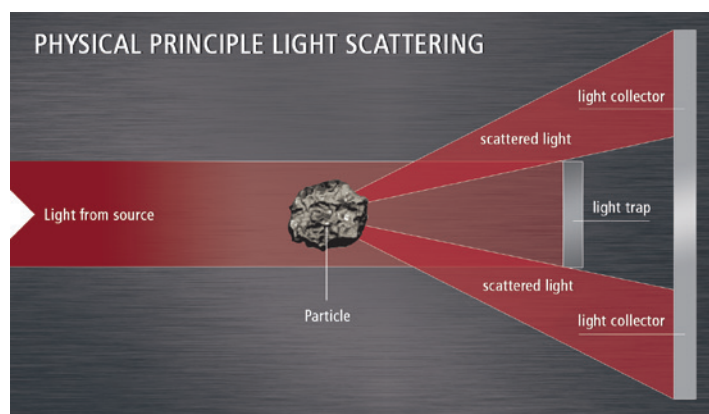 PHYSICAL PRINCIPLE LIGHT SCATTERING
light collector
scattered light
Light from source
light trap
Particle
scattered light
light collector